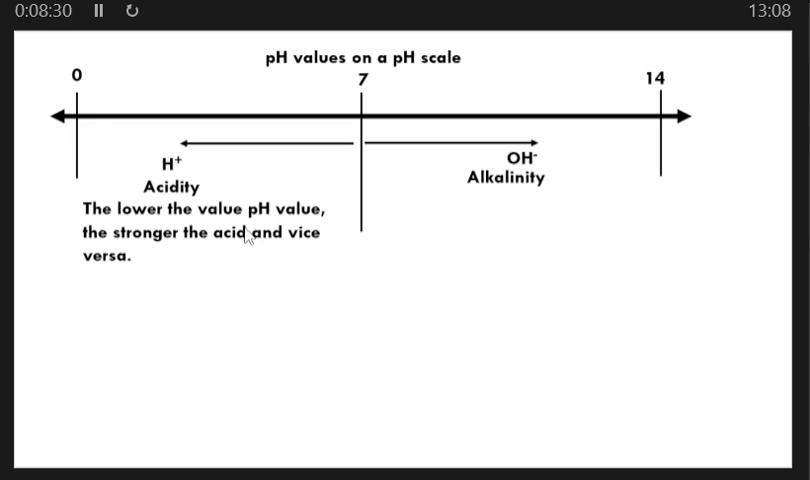 0:08:30
13:08
pH values on a pH scale
0
7
14
H⁺
OH⁻
Acidity
Alkalinity
The lower the value pH value,
the stronger the acid and vice
versa.